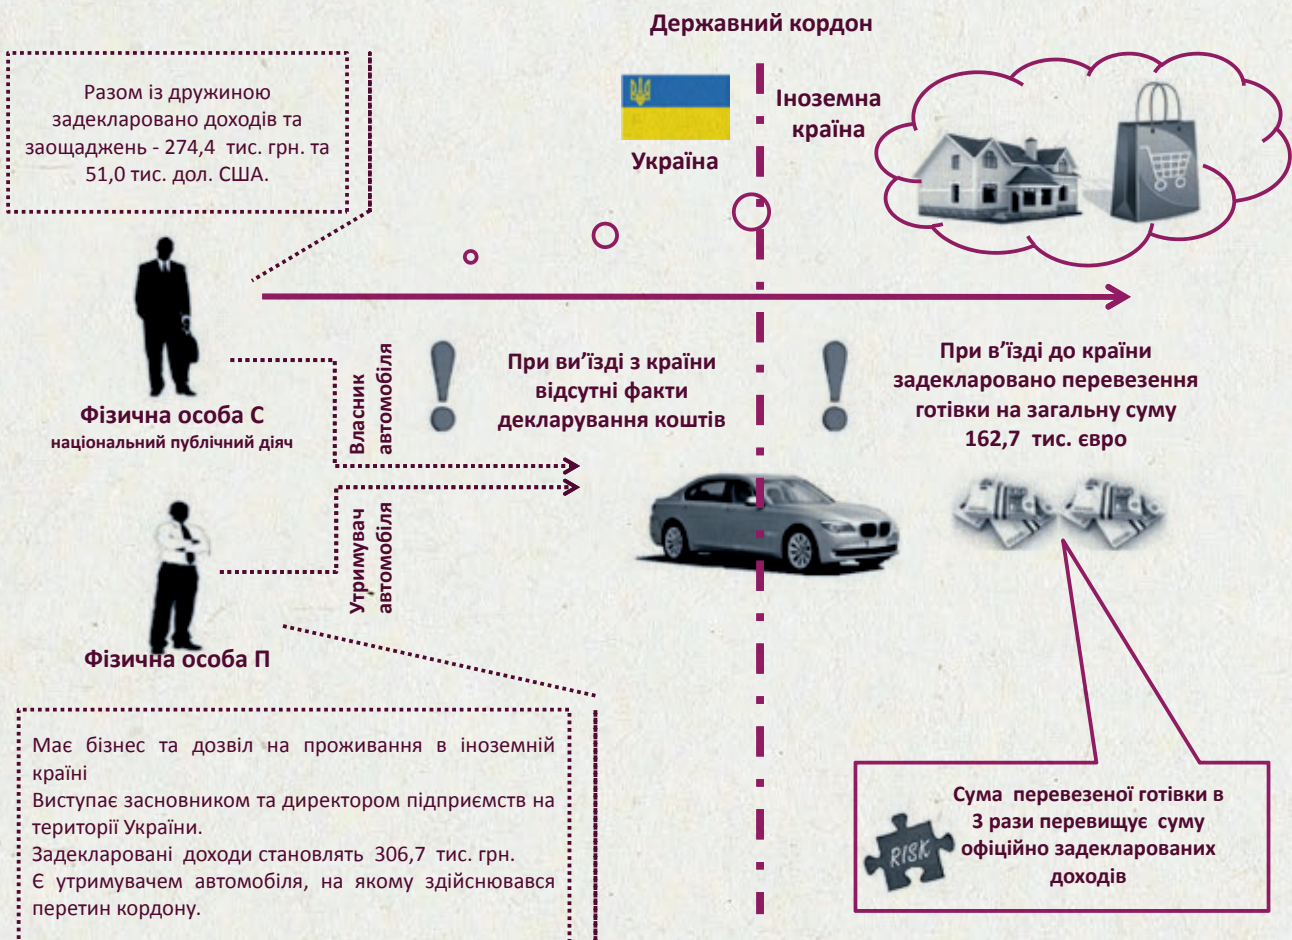 Державний кордон
Разом із дружиною
задекларовано доходів та
заощаджень - 274,4 тис. грн. та
51,0 тис. дол. США.
Україна
Іноземна
країна
Фізична особа С
національний публічний діяч
Власник
автомобіля
При ви’їзді з країни
відсутні факти
декларування коштів
При в’їзді до країни
задекларовано перевезення
готівки на загальну суму
162,7 тис. євро
Утримувач
автомобіля
Фізична особа П
Має бізнес та дозвіл на проживання в іноземній
країні
Виступає засновником та директором підприємств на
території України.
Задекларовані доходи становлять 306,7 тис. грн.
Є утримувачем автомобіля, на якому здійснювався
перетин кордону.
RISK
Сума перевезеної готівки в
3 рази перевищує суму
офіційно задекларованих
доходів